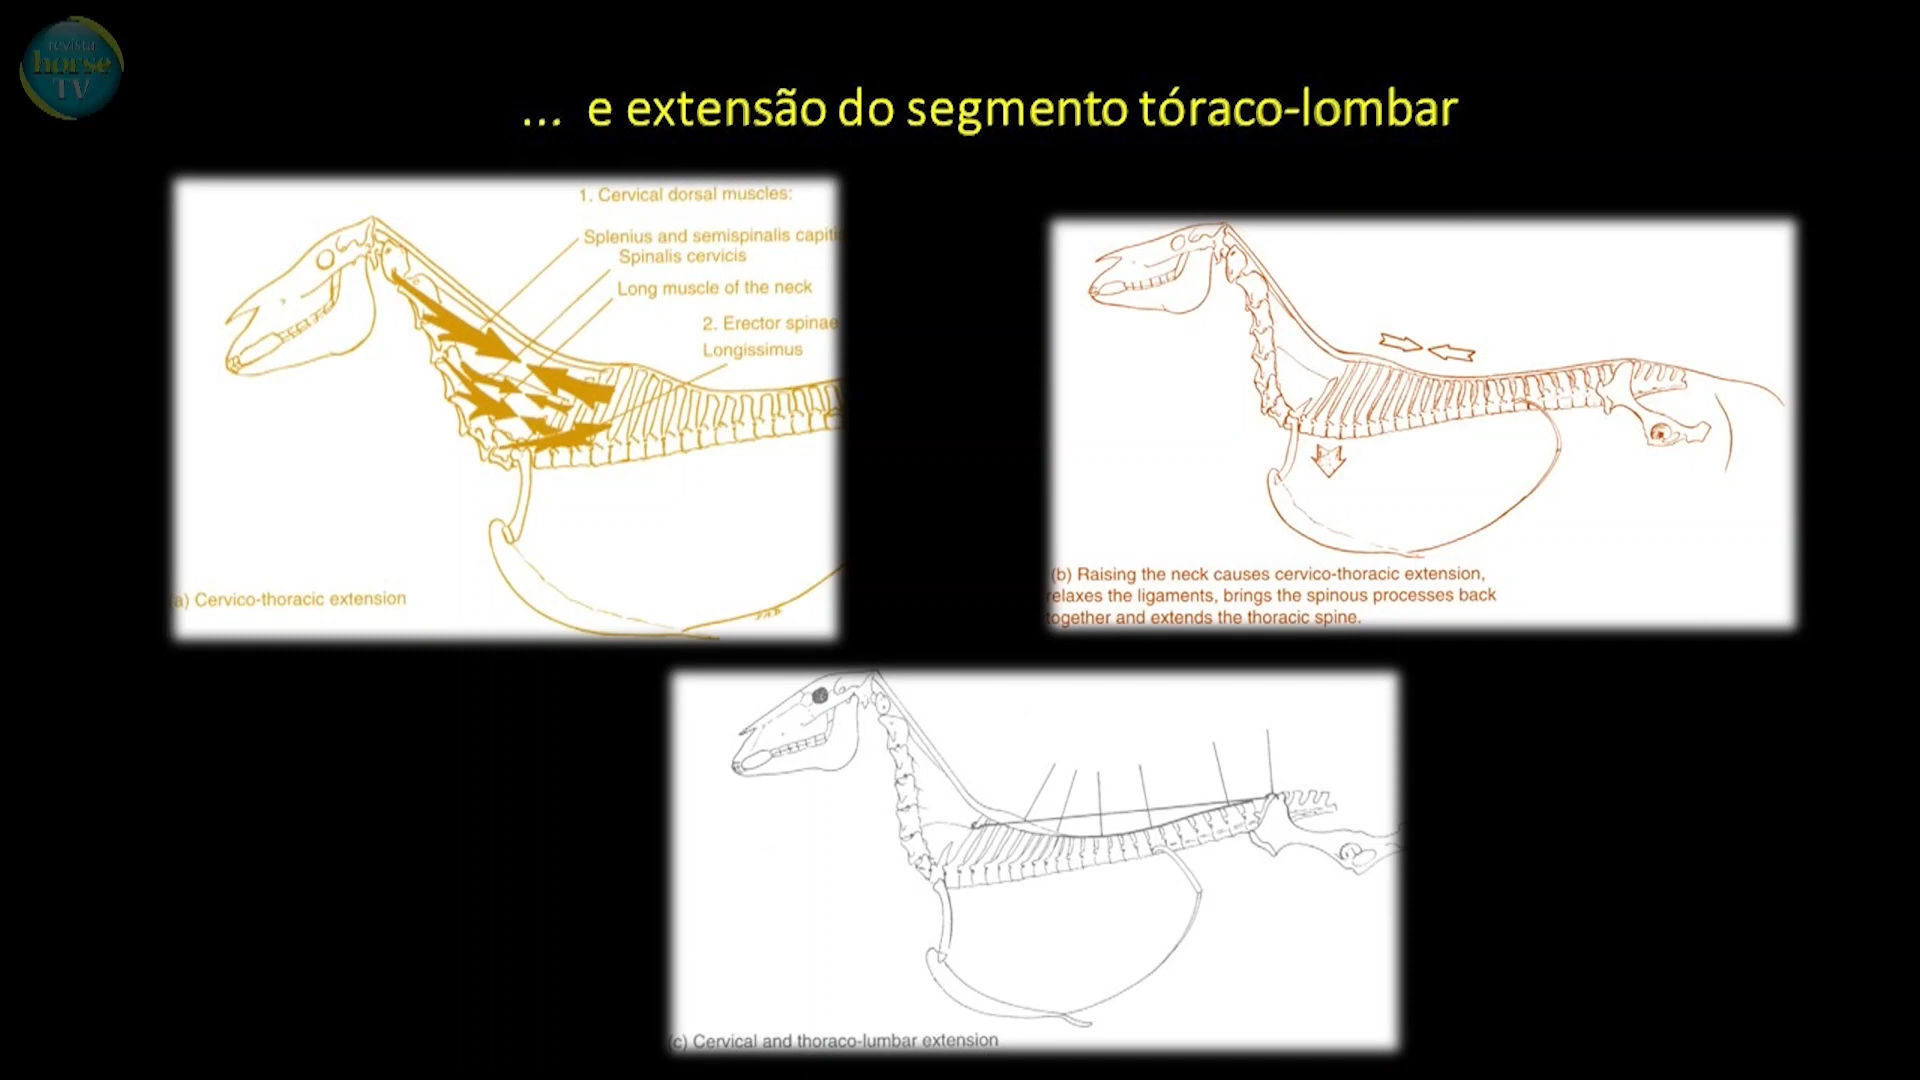 revista
horse
TV
... e extensão do segmento tóraco-lombar
1. Cervical dorsal muscles:
Splenius and semispinalis capiti
Spinalis cervicis
Long muscle of the neck
2. Erector spinae
Longissimus
a) Cervico-thoracic extension
(b) Raising the neck causes cervico-thoracic extension,
relaxes the ligaments, brings the spinous processes back
together and extends the thoracic spine.
(c) Cervical and thoraco-lumbar extension